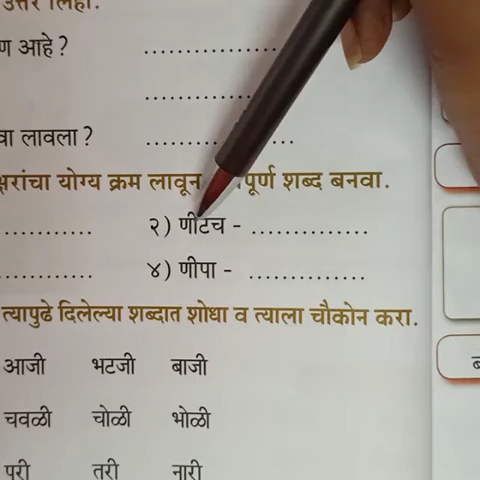 उत्तर लिहा.
ण आहे? ..................
..................
वा लावला? ..................
क्षरांचा योग्य क्रम लावून पूर्ण शब्द बनवा.
............ २) णीटच - ...............
............ ४) णीपा - ...............
त्यापुढे दिलेल्या शब्दात शोधा व त्याला चौकोन करा.
आजी भटजी बाजी
चवळी चोळी भोळी
परी तरी नारी